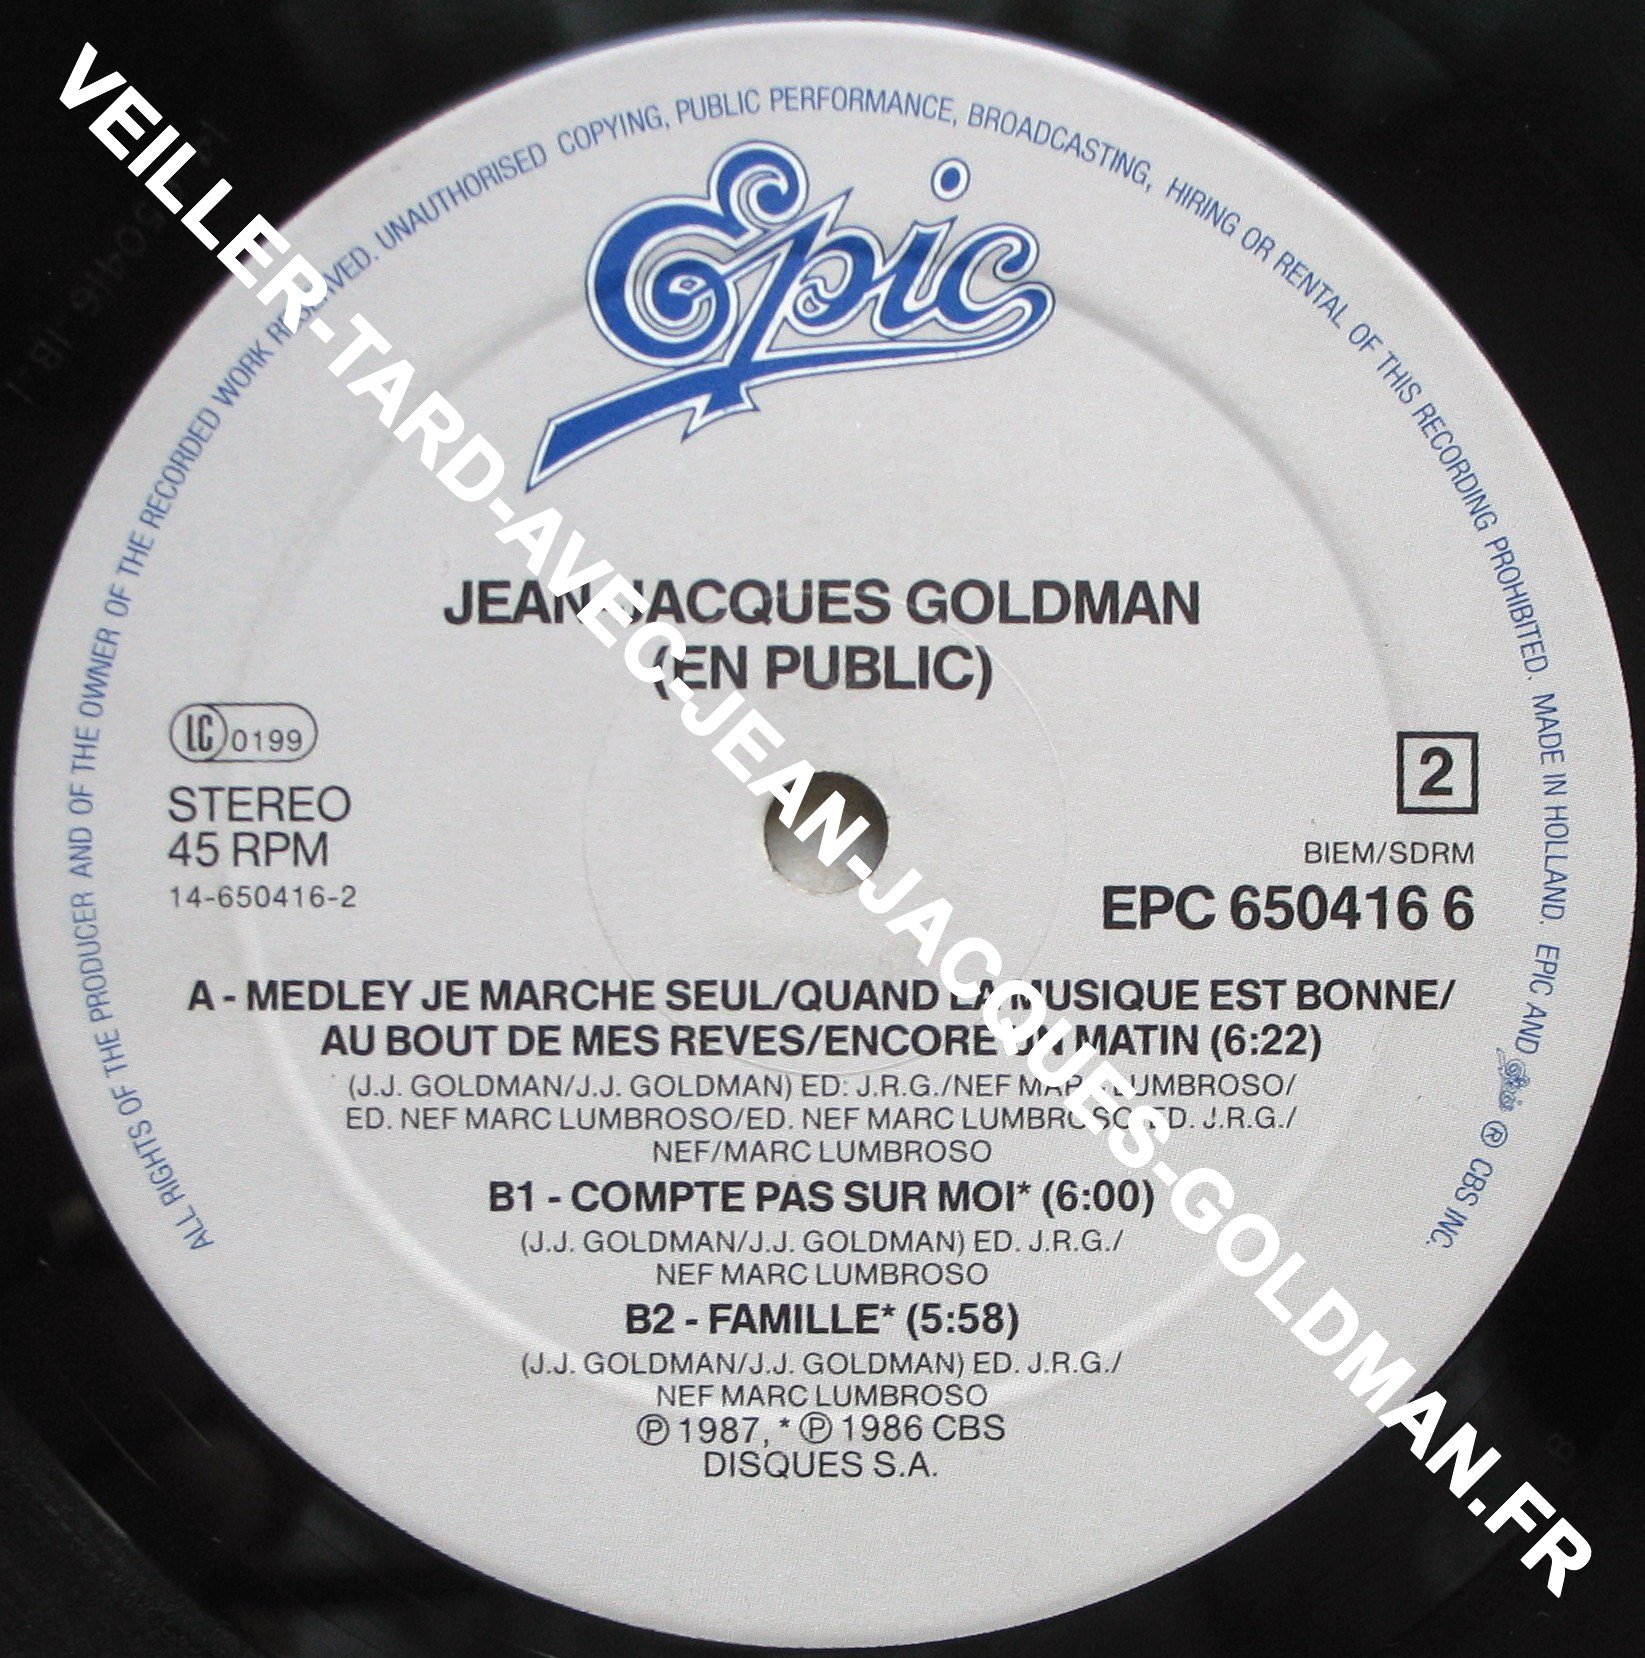 VEILLER-TARD-AVEC-JEAN-JACQUES-GOLDMAN.FR
ALL RIGHTS OF THE PRODUCER AND OF THE OWNER OF THE RECORDED WORK RESERVED. UNAUTHORISED COPYING, PUBLIC PERFORMANCE, BROADCASTING, HIRING OR RENTAL OF THIS RECORDING PROHIBITED. MADE IN HOLLAND. EPIC AND Epic ® CBS INC.
Epic
JEAN-JACQUES GOLDMAN
(EN PUBLIC)
LC 0199
STEREO
45 RPM
14-650416-2
2
BIEM/SDRM
EPC 650416 6
A - MEDLEY JE MARCHE SEUL/QUAND LA MUSIQUE EST BONNE/
AU BOUT DE MES REVES/ENCORE UN MATIN (6:22)
(J.J. GOLDMAN/J.J. GOLDMAN) ED: J.R.G./NEF MARC LUMBROSO/
ED. NEF MARC LUMBROSO/ED. NEF MARC LUMBROSO/ED. J.R.G./
NEF/MARC LUMBROSO
B1 - COMPTE PAS SUR MOI* (6:00)
(J.J. GOLDMAN/J.J. GOLDMAN) ED. J.R.G./
NEF MARC LUMBROSO
B2 - FAMILLE* (5:58)
(J.J. GOLDMAN/J.J. GOLDMAN) ED. J.R.G./
NEF MARC LUMBROSO
Ⓟ 1987, * Ⓟ 1986 CBS
DISQUES S.A.